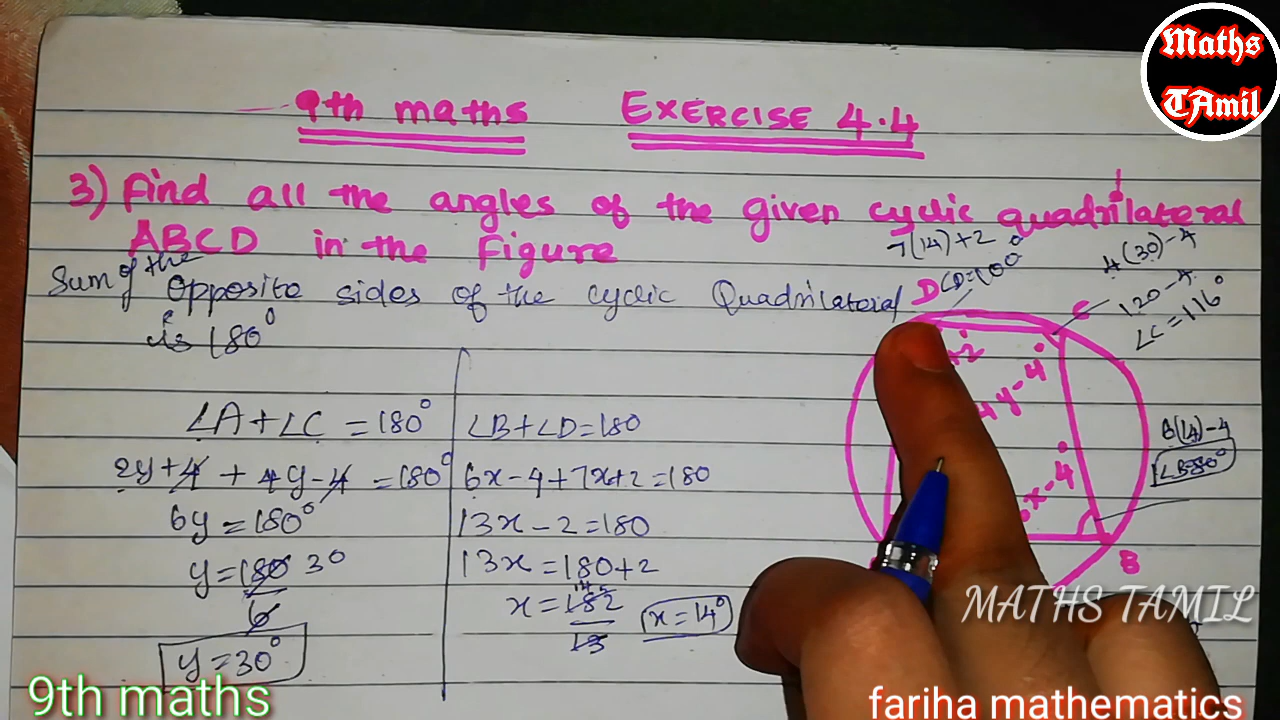 Maths
TAmil
9th maths EXERCISE 4.4
3) Find all the angles of the given cyclic quadrilateral
ABCD in the Figure
Sum of the opposite sides of the cyclic Quadrilateral
is 180°
∠A+∠C = 180°
2y+4 + 4y-4 = 180°
6y = 180°
y = 180 30
6
y = 30°
∠B+∠D=180
6x-4+7x+2=180
13x-2=180
13x = 180+2
x = 182 14
13
x = 14°
7(14)+2
D
C
4(30)-4
120-4
∠C = 116°
4y-4°
x-4°
6(14)-4
∠B=80°
B
MATHS TAMIL
9th maths
fariha mathematics